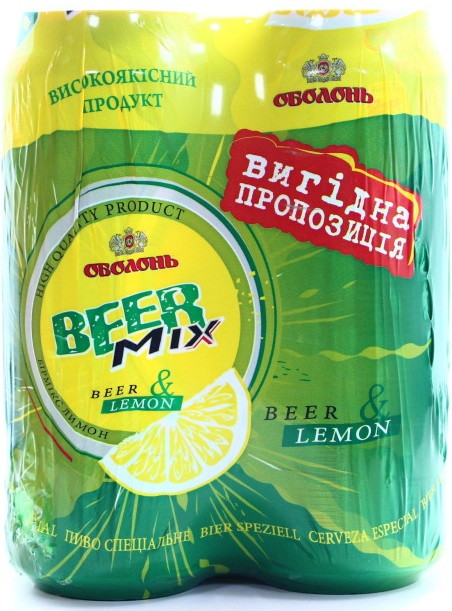 ВИСОКОЯКІСНИЙ
ПРОДУКТ
ОБОЛОНЬ
вигідна
ПРОПОЗИЦІЯ
HIGH QUALITY PRODUCT
ОБОЛОНЬ
BEER
MIX
BEER &
LEMON
БІРМІКС ЛИМОН
BEER &
LEMON
ПИВО СПЕЦІАЛЬНЕ BIER SPEZIELL CERVEZA ESPECIAL